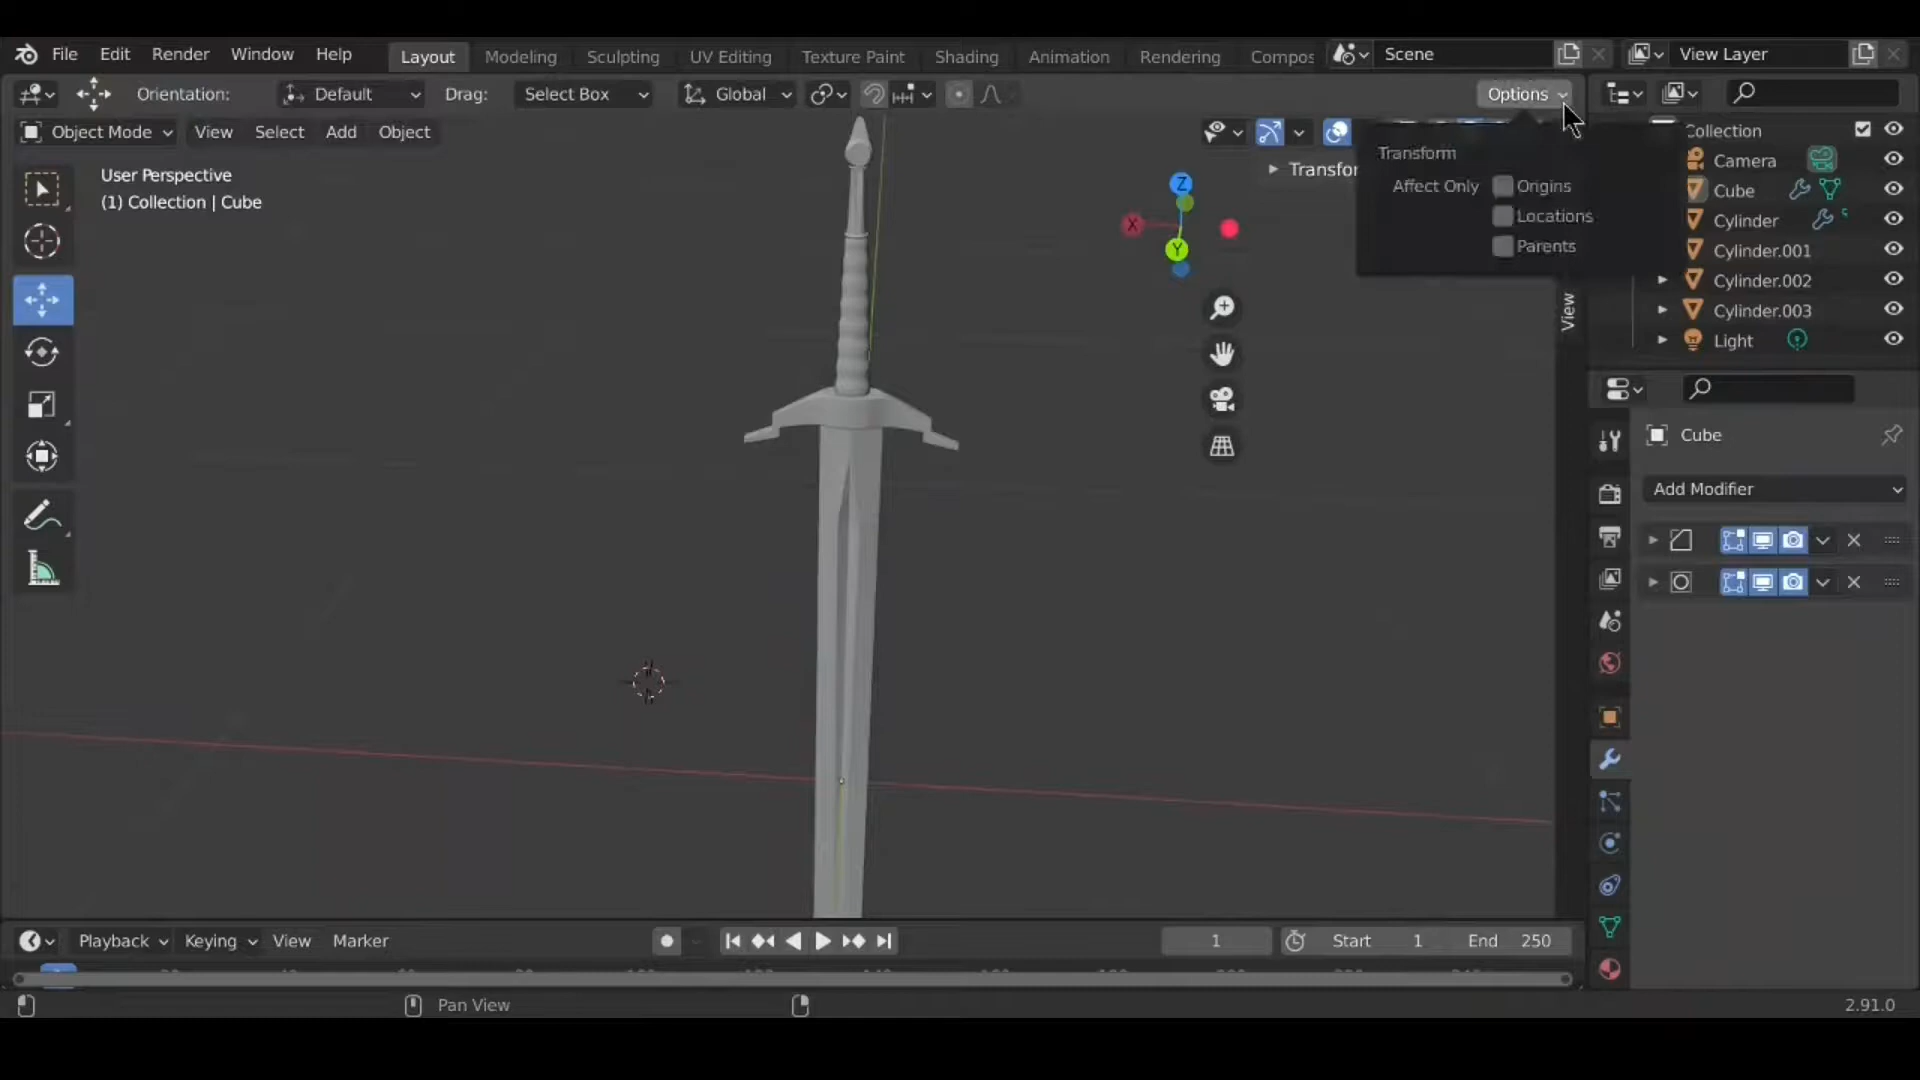 File Edit Render Window Help Layout Modeling Sculpting UV Editing Texture Paint Shading Animation Rendering Compos Scene View Layer
Orientation: Default Drag: Select Box Global Options
Object Mode View Select Add Object
User Perspective
(1) Collection | Cube
Z
X
Y
Transfor
View
Transform
Affect Only Origins
Locations
Parents
Collection
Camera
Cube
Cylinder
Cylinder.001
Cylinder.002
Cylinder.003
Light
Cube
Add Modifier
Playback Keying View Marker 1 Start 1 End 250
Pan View 2.91.0